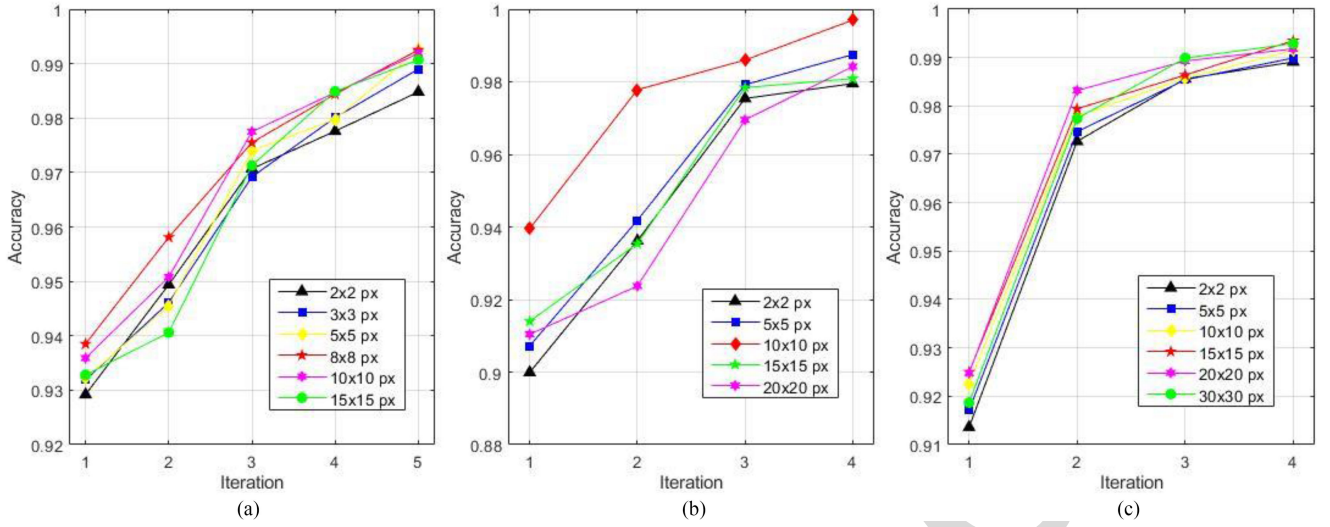 1
0.99
0.98
0.97
0.96
0.95
0.94
0.93
0.92
Accuracy
2x2 px
3x3 px
5x5 px
8x8 px
10x10 px
15x15 px
1 2 3 4 5
Iteration
(a)
1
0.98
0.96
0.94
0.92
0.9
0.88
Accuracy
2x2 px
5x5 px
10x10 px
15x15 px
20x20 px
1 2 3 4
Iteration
(b)
1
0.99
0.98
0.97
0.96
0.95
0.94
0.93
0.92
0.91
Accuracy
2x2 px
5x5 px
10x10 px
15x15 px
20x20 px
30x30 px
1 2 3 4
Iteration
(c)